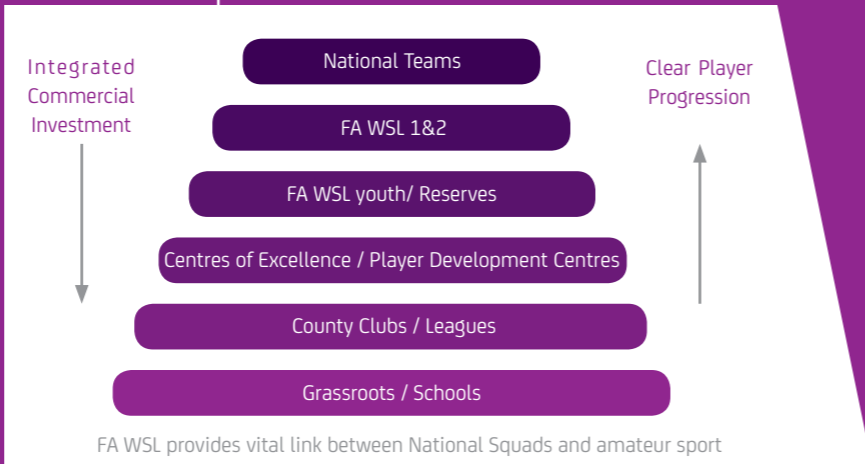 Integrated
Commercial
Investment
Clear Player
Progression
National Teams
FA WSL 1&2
FA WSL youth/ Reserves
Centres of Excellence / Player Development Centres
County Clubs / Leagues
Grassroots / Schools
FA WSL provides vital link between National Squads and amateur sport